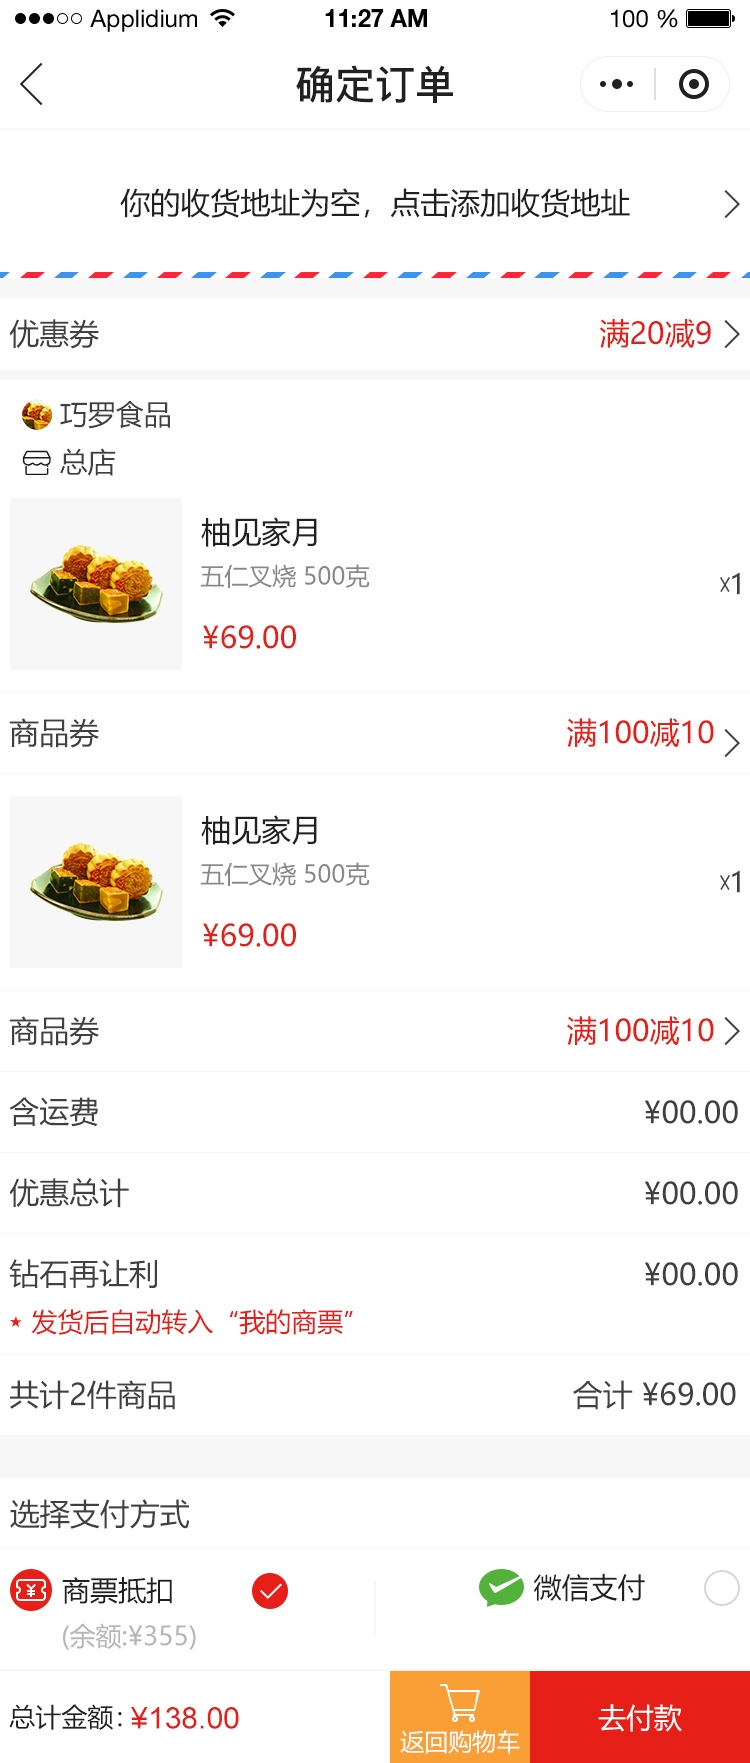 Applidium 11:27 AM 100 %
确定订单
你的收货地址为空，点击添加收货地址
优惠券 满20减9
巧罗食品
总店
柚见家月
五仁叉烧 500克
x1
¥69.00
商品券 满100减10
柚见家月
五仁叉烧 500克
x1
¥69.00
商品券 满100减10
含运费 ¥00.00
优惠总计 ¥00.00
钻石再让利 ¥00.00
★ 发货后自动转入“我的商票”
共计2件商品 合计 ¥69.00
选择支付方式
商票抵扣 微信支付
(余额:¥355)
总计金额: ¥138.00 返回购物车 去付款